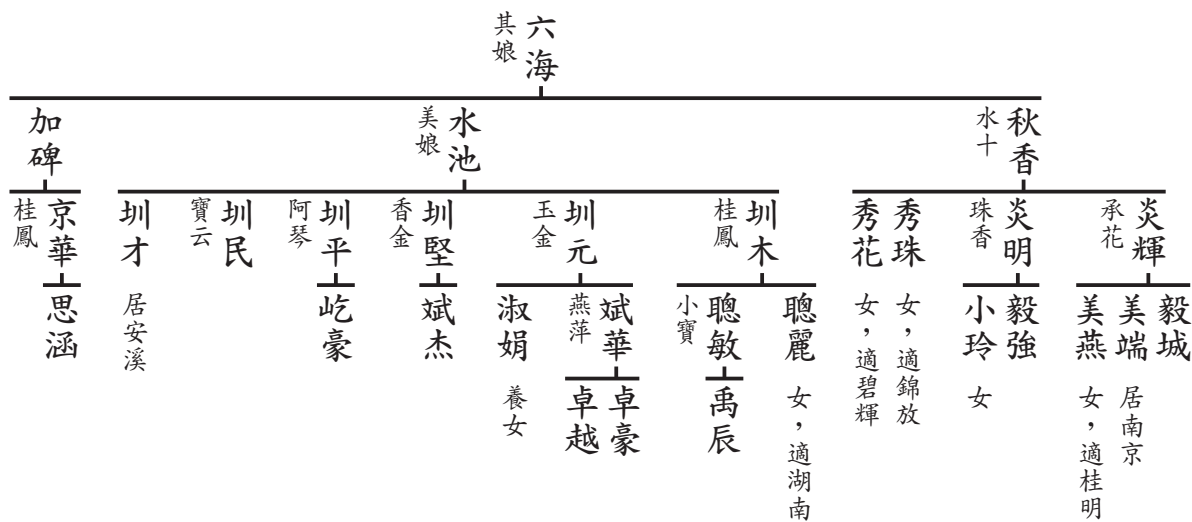 六海
其娘
秋香
水十
水池
美娘
加碑
炎輝
承花
炎明
珠香
秀珠 女，適錦放
秀花 女，適碧輝
圳木
桂鳳
圳元
玉金
圳堅
香金
圳平
阿琴
圳民
寶云
圳才 居安溪
京華
桂鳳
毅城
美端 居南京
美燕 女，適桂明
毅強
小玲 女
聰麗 女，適湖南
聰敏
小寶
斌華
燕萍
淑娟 養女
斌杰
屹豪
思涵
禹辰
卓豪
卓越